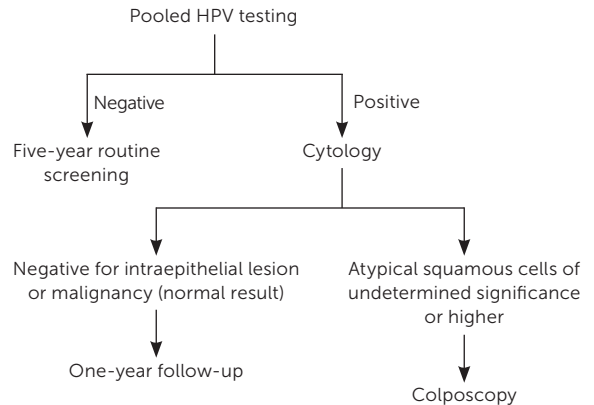 Pooled HPV testing
Negative
Positive
Five-year routine
screening
Cytology
Negative for intraepithelial lesion
or malignancy (normal result)
Atypical squamous cells of
undetermined significance
or higher
One-year follow-up
Colposcopy